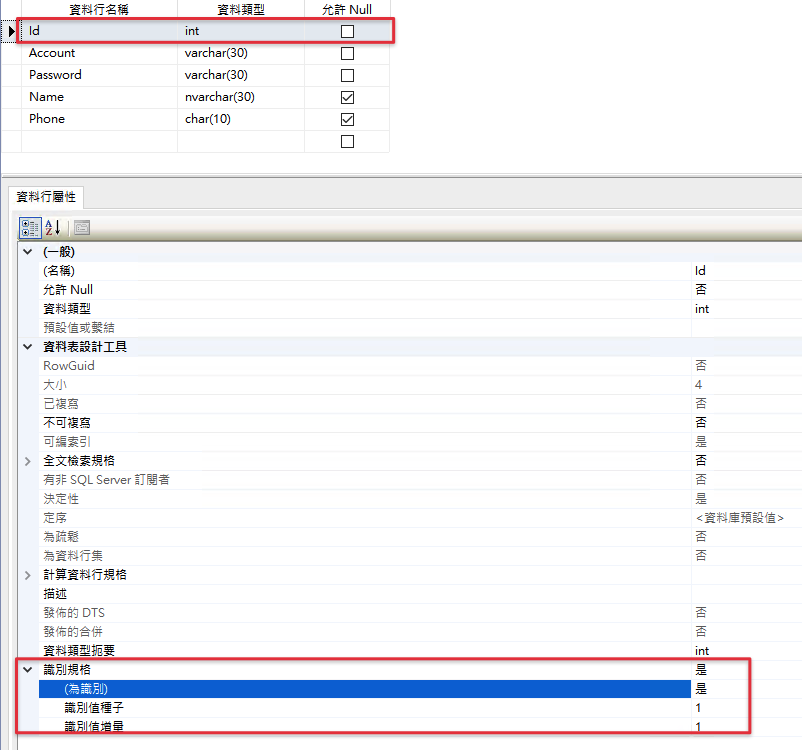 資料行名稱 資料類型 允許 Null
Id int
Account varchar(30)
Password varchar(30)
Name nvarchar(30)
Phone char(10)
資料行屬性
(一般)
(名稱) Id
允許 Null 否
資料類型 int
預設值或繫結
資料表設計工具
RowGuid 否
大小 4
已複寫 否
不可複寫 否
可編索引 是
全文檢索規格 否
有非 SQL Server 訂閱者 否
決定性 是
定序 <資料庫預設值>
為疏鬆 否
為資料行集 否
計算資料行規格
描述
發佈的 DTS 否
發佈的合併 否
資料類型扼要 int
識別規格 是
(為識別) 是
識別值種子 1
識別值增量 1